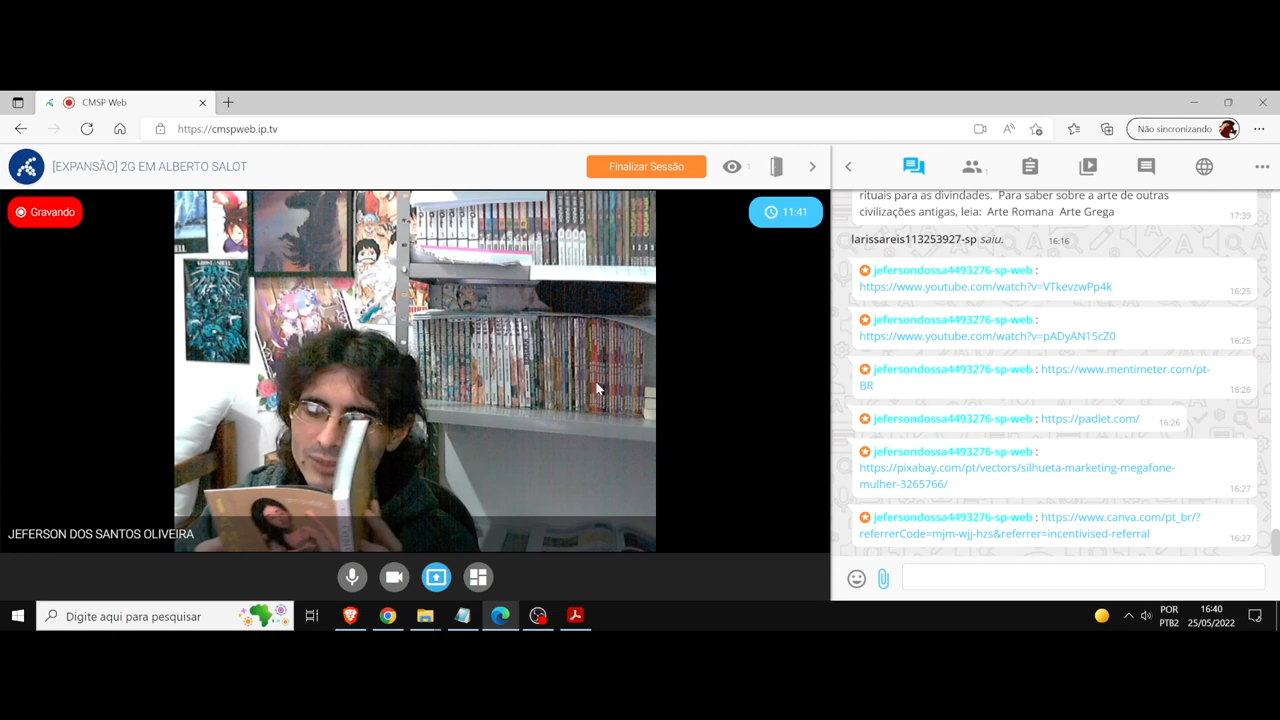 CMSP Web
https://cmspweb.ip.tv
Não sincronizando
[EXPANSÃO] 2G EM ALBERTO SALOT
Finalizar Sessão
1
1
Gravando
11:41
JEFERSON DOS SANTOS OLIVEIRA
rituais para as divindades.  Para saber sobre a arte de outras
civilizações antigas, leia:  Arte Romana  Arte Grega
17:39
larissareis113253927-sp saiu.
16:16
jefersondossa4493276-sp-web :
https://www.youtube.com/watch?v=VTkevzwPp4k
16:25
jefersondossa4493276-sp-web :
https://www.youtube.com/watch?v=pADyAN15cZ0
16:25
jefersondossa4493276-sp-web : https://www.mentimeter.com/pt-
BR
16:26
jefersondossa4493276-sp-web : https://padlet.com/
16:26
jefersondossa4493276-sp-web :
https://pixabay.com/pt/vectors/silhueta-marketing-megafone-
mulher-3265766/
16:27
jefersondossa4493276-sp-web : https://www.canva.com/pt_br/?
referrerCode=mjm-wjj-hzs&referrer=incentivised-referral
16:27
Digite aqui para pesquisar
POR
PTB2
16:40
25/05/2022